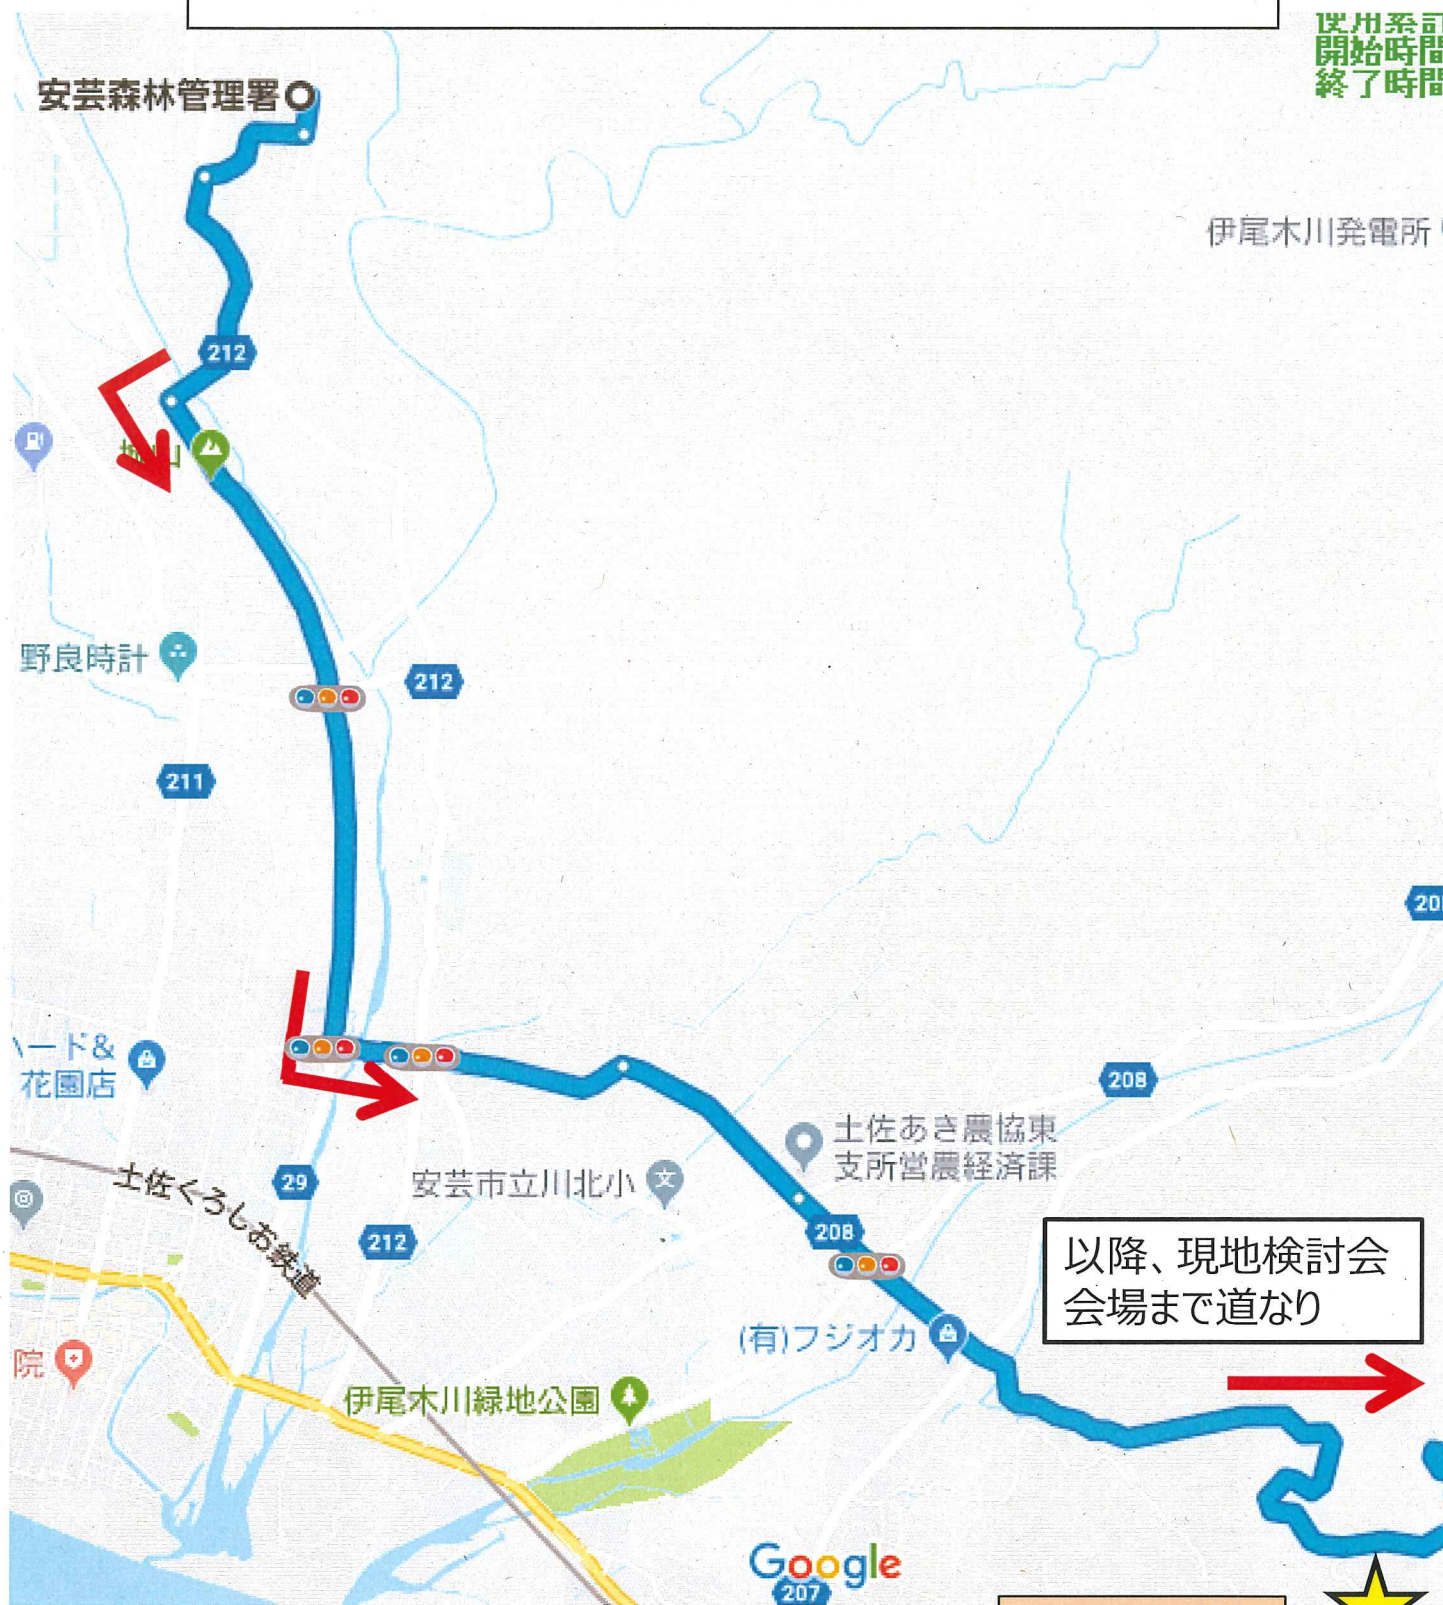 開始時間
終了時間
安芸森林管理署
伊尾木川発電所
212
野良時計
212
211
208
花園店
土佐あき農協東
支所営農経済課
安芸市立川北小
29
土佐くろしお鉄道
212
208
以降、現地検討会
会場まで道なり
(有)フジオカ
院
伊尾木川緑地公園
Google
207